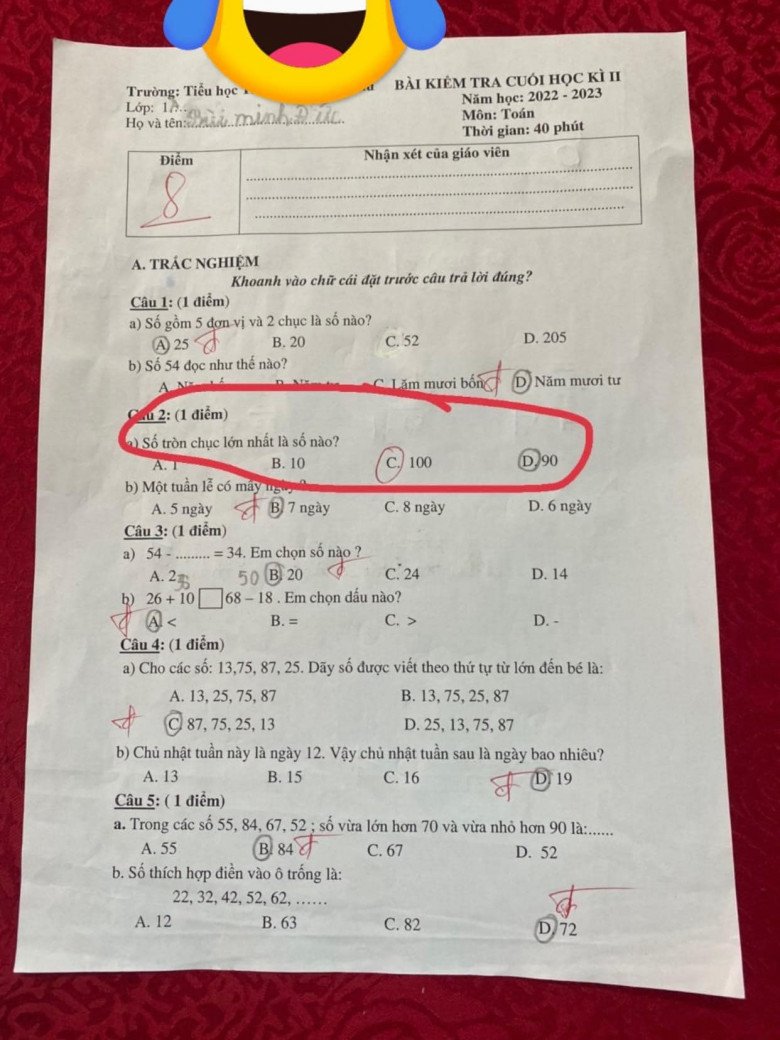 Trường: Tiểu học
BÀI KIỂM TRA CUỐI HỌC KÌ II
Lớp: 1
Năm học: 2022 - 2023
Họ và tên: Bùi minh Đức
Môn: Toán
Thời gian: 40 phút
Điểm
Nhận xét của giáo viên
8
A. TRẮC NGHIỆM
Khoanh vào chữ cái đặt trước câu trả lời đúng?
Câu 1: (1 điểm)
a) Số gồm 5 đơn vị và 2 chục là số nào?
A. 25 đ B. 20 C. 52 D. 205
b) Số 54 đọc như thế nào?
A. C. Lăm mươi bốn đ D. Năm mươi tư
Câu 2: (1 điểm)
a) Số tròn chục lớn nhất là số nào?
A. 1 B. 10 C. 100 D. 90
b) Một tuần lễ có mấy ngày ?
A. 5 ngày đ B. 7 ngày C. 8 ngày D. 6 ngày
Câu 3: (1 điểm)
a) 54 - ......... = 34. Em chọn số nào ?
A. 50 B. 20 đ C. 24 D. 14
b) 26 + 10 □ 68 – 18 . Em chọn dấu nào?
đ A. < B. = C. > D. -
Câu 4: (1 điểm)
a) Cho các số: 13,75, 87, 25. Dãy số được viết theo thứ tự từ lớn đến bé là:
A. 13, 25, 75, 87 B. 13, 75, 25, 87
đ C. 87, 75, 25, 13 D. 25, 13, 75, 87
b) Chủ nhật tuần này là ngày 12. Vậy chủ nhật tuần sau là ngày bao nhiêu?
A. 13 B. 15 C. 16 đ D. 19
Câu 5: ( 1 điểm)
a. Trong các số 55, 84, 67, 52 ; số vừa lớn hơn 70 và vừa nhỏ hơn 90 là:......
A. 55 B. 84 đ C. 67 D. 52
b. Số thích hợp điền vào ô trống là:
22, 32, 42, 52, 62, ......
đ
A. 12 B. 63 C. 82 D. 72